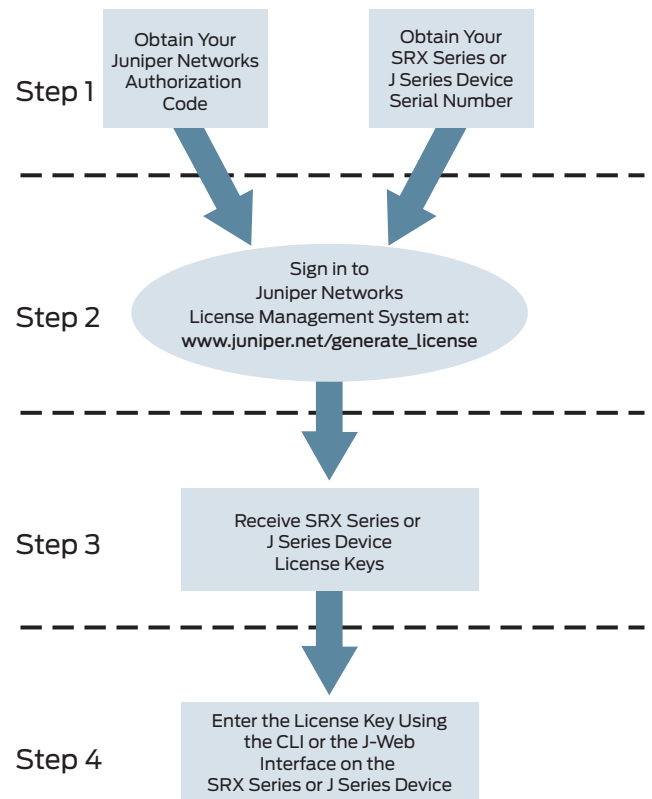 Step 1
Obtain Your
Juniper Networks
Authorization
Code
Obtain Your
SRX Series or
J Series Device
Serial Number
Step 2
Sign in to
Juniper Networks
License Management System at:
www.juniper.net/generate_license
Step 3
Receive SRX Series or
J Series Device
License Keys
Step 4
Enter the License Key Using
the CLI or the J-Web
Interface on the
SRX Series or J Series Device